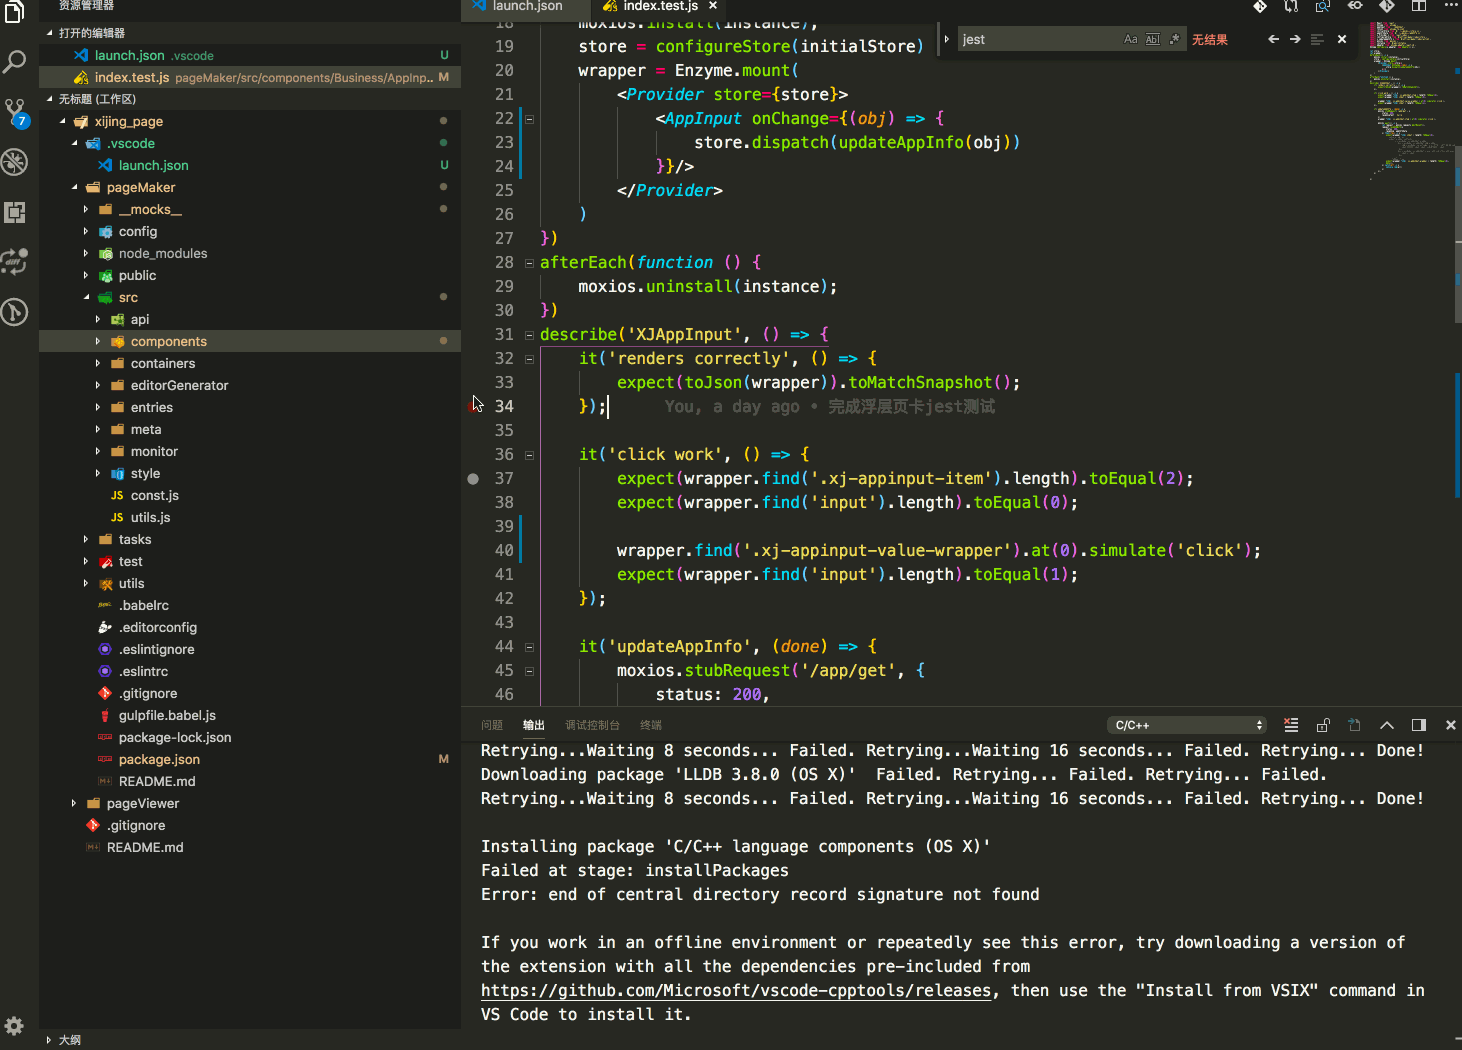 资源管理器
打开的编辑器
launch.json .vscode U
index.test.js pageMaker/src/components/Business/AppInp... M
无标题 (工作区)
xijing_page
.vscode
launch.json U
pageMaker
__mocks__
config
node_modules
public
src
api
components
containers
editorGenerator
entries
meta
monitor
style
JS const.js
JS utils.js
tasks
test
utils
.babelrc
.editorconfig
.eslintignore
.eslintrc
.gitignore
gulpfile.babel.js
package-lock.json
package.json M
README.md
pageViewer
.gitignore
README.md
大纲
7
launch.json
index.test.js
jest
Aa Abl .*
无结果
18 moxios.install(instance);
19 store = configureStore(initialStore)
20 wrapper = Enzyme.mount(
21 <Provider store={store}>
22 <AppInput onChange={(obj) => {
23 store.dispatch(updateAppInfo(obj))
24 }}/>
25 </Provider>
26 )
27 })
28 afterEach(function () {
29 moxios.uninstall(instance);
30 })
31 describe('XJAppInput', () => {
32 it('renders correctly', () => {
33 expect(toJson(wrapper)).toMatchSnapshot();
34 }); You, a day ago • 完成浮层页卡jest测试
35
36 it('click work', () => {
37 expect(wrapper.find('.xj-appinput-item').length).toEqual(2);
38 expect(wrapper.find('input').length).toEqual(0);
39
40 wrapper.find('.xj-appinput-value-wrapper').at(0).simulate('click');
41 expect(wrapper.find('input').length).toEqual(1);
42 });
43
44 it('updateAppInfo', (done) => {
45 moxios.stubRequest('/app/get', {
46 status: 200,
问题 输出 调试控制台 终端
C/C++
Retrying...Waiting 8 seconds... Failed. Retrying...Waiting 16 seconds... Failed. Retrying... Done!
Downloading package 'LLDB 3.8.0 (OS X)'  Failed. Retrying... Failed. Retrying... Failed.
Retrying...Waiting 8 seconds... Failed. Retrying...Waiting 16 seconds... Failed. Retrying... Done!
Installing package 'C/C++ language components (OS X)'
Failed at stage: installPackages
Error: end of central directory record signature not found
If you work in an offline environment or repeatedly see this error, try downloading a version of
the extension with all the dependencies pre-included from
https://github.com/Microsoft/vscode-cpptools/releases, then use the "Install from VSIX" command in
VS Code to install it.